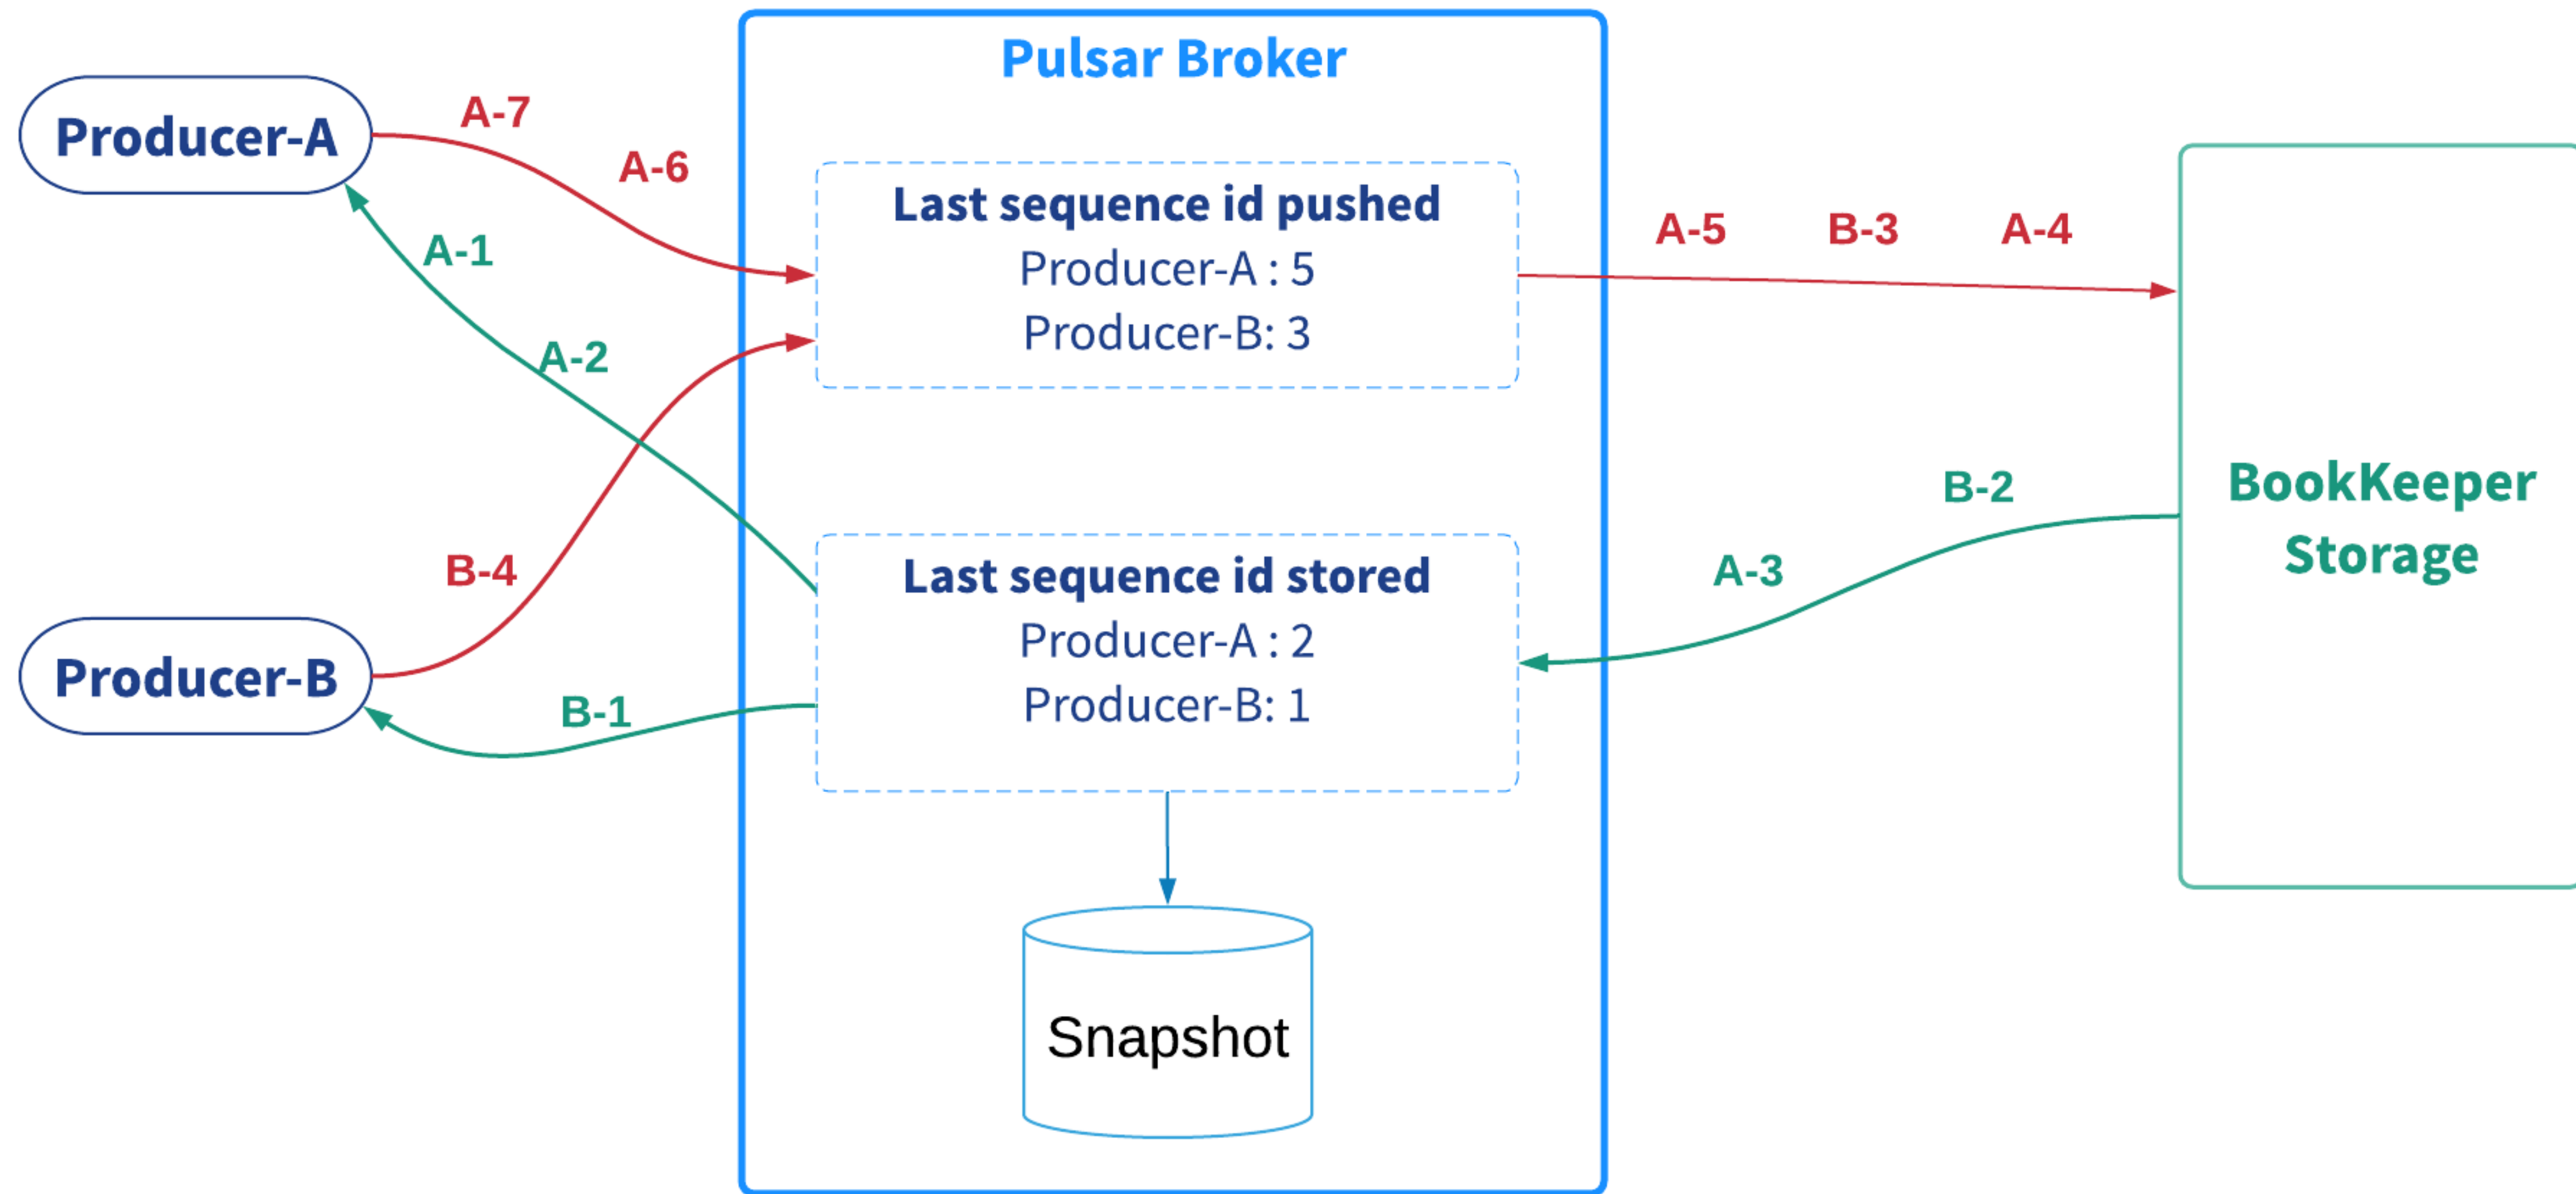 Pulsar Broker
Producer-A
A-7
A-6
A-1
A-2
Last sequence id pushed
Producer-A : 5
Producer-B: 3
A-5 B-3 A-4
Producer-B
B-4
B-1
Last sequence id stored
Producer-A : 2
Producer-B: 1
B-2
A-3
BookKeeper
Storage
Snapshot